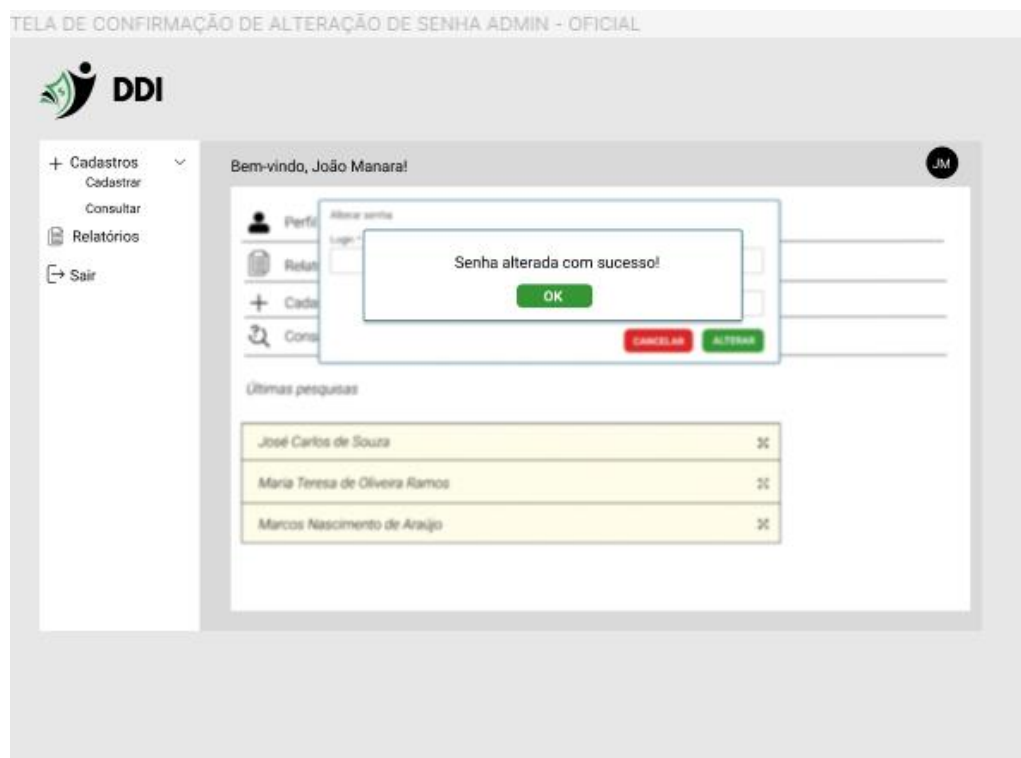 TELA DE CONFIRMAÇÃO DE ALTERAÇÃO DE SENHA ADMIN - OFICIAL
DDI
Cadastros
Cadastrar
Consultar
Relatórios
Sair
Bem-vindo, João Manara!
JM
Perfil
Alterar senha
Login *
Senha alterada com sucesso!
OK
CANCELAR ALTERAR
Últimas pesquisas
José Carlos de Souza
Maria Teresa de Oliveira Ramos
Marcos Nascimento de Araújo